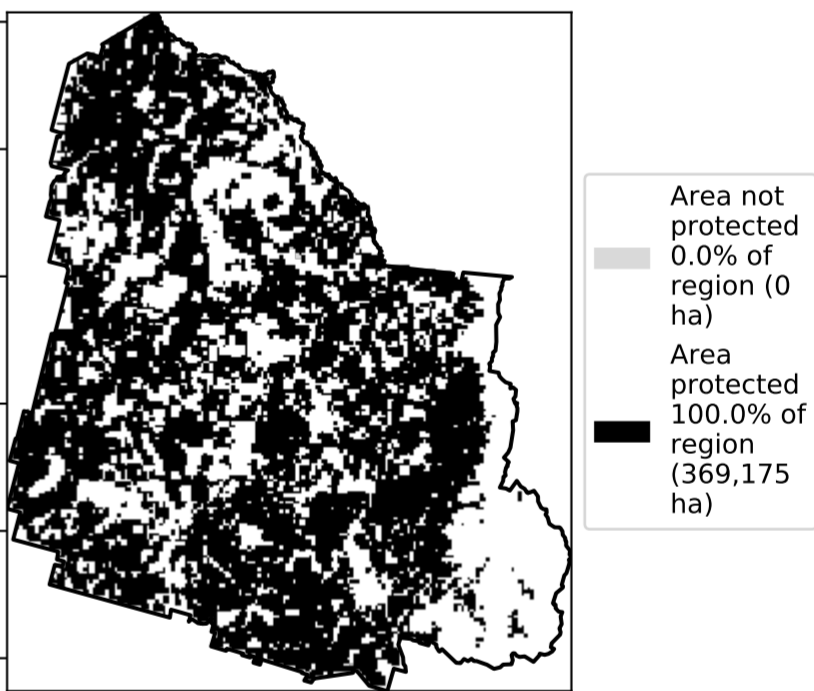 Area not
protected
0.0% of
region (0
ha)
Area
protected
100.0% of
region
(369,175
ha)